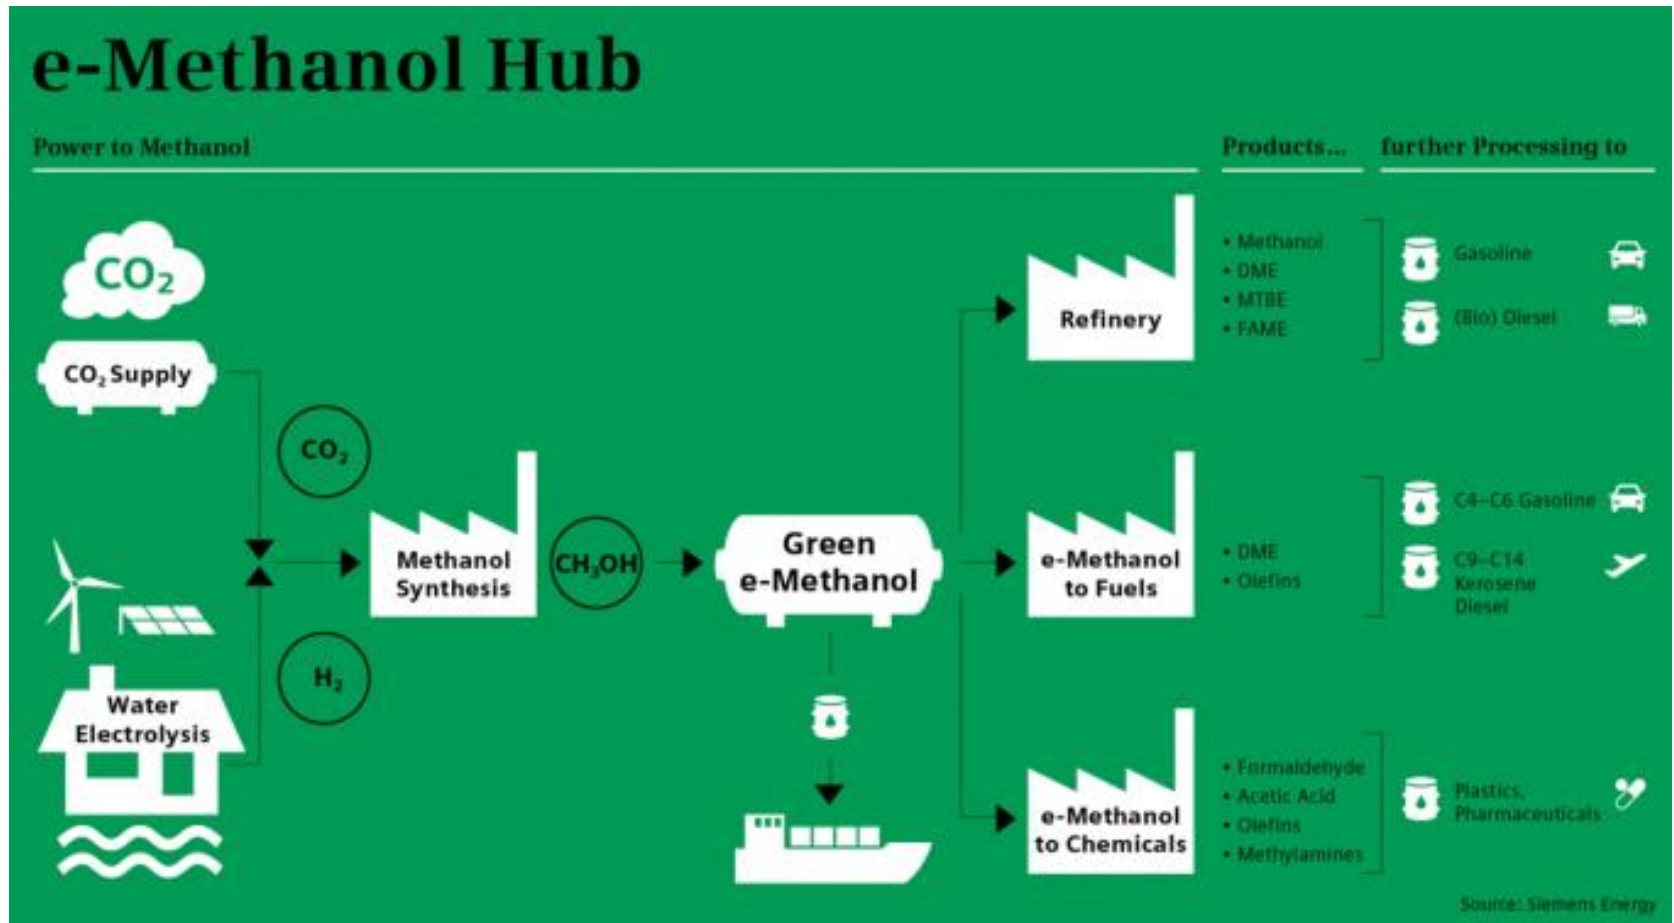 e-Methanol Hub
Power to Methanol
Products...
further Processing to
CO₂
CO₂ Supply
CO₂
Methanol
Synthesis
CH₃OH
H₂
Water
Electrolysis
Green
e-Methanol
Refinery
• Methanol
• DME
• MTBE
• FAME
Gasoline
(Bio) Diesel
e-Methanol
to Fuels
• DME
• Olefins
C4–C6 Gasoline
C9–C14
Kerosene
Diesel
e-Methanol
to Chemicals
• Formaldehyde
• Acetic Acid
• Olefins
• Methylamines
Plastics,
Pharmaceuticals
Source: Siemens Energy